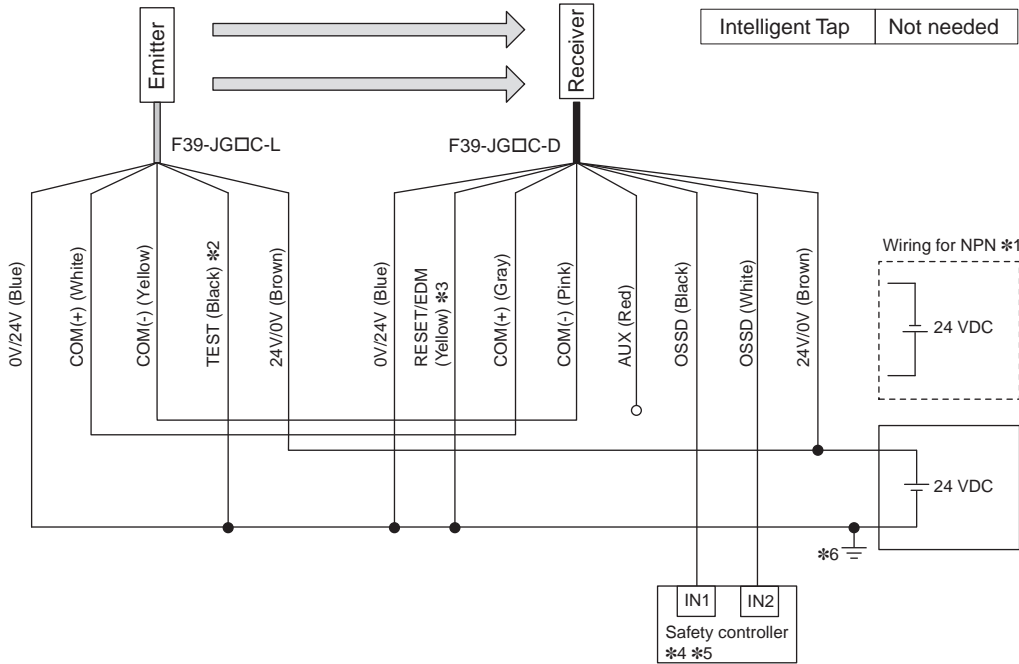 Emitter
Receiver
Intelligent Tap
Not needed
F39-JG□C-L
F39-JG□C-D
0V/24V (Blue)
COM(+) (White)
COM(-) (Yellow)
TEST (Black) ✻2
24V/0V (Brown)
0V/24V (Blue)
RESET/EDM
(Yellow) ✻3
COM(+) (Gray)
COM(-) (Pink)
AUX (Red)
OSSD (Black)
OSSD (White)
24V/0V (Brown)
Wiring for NPN ✻1
24 VDC
24 VDC
✻6
IN1
IN2
Safety controller
✻4 ✻5